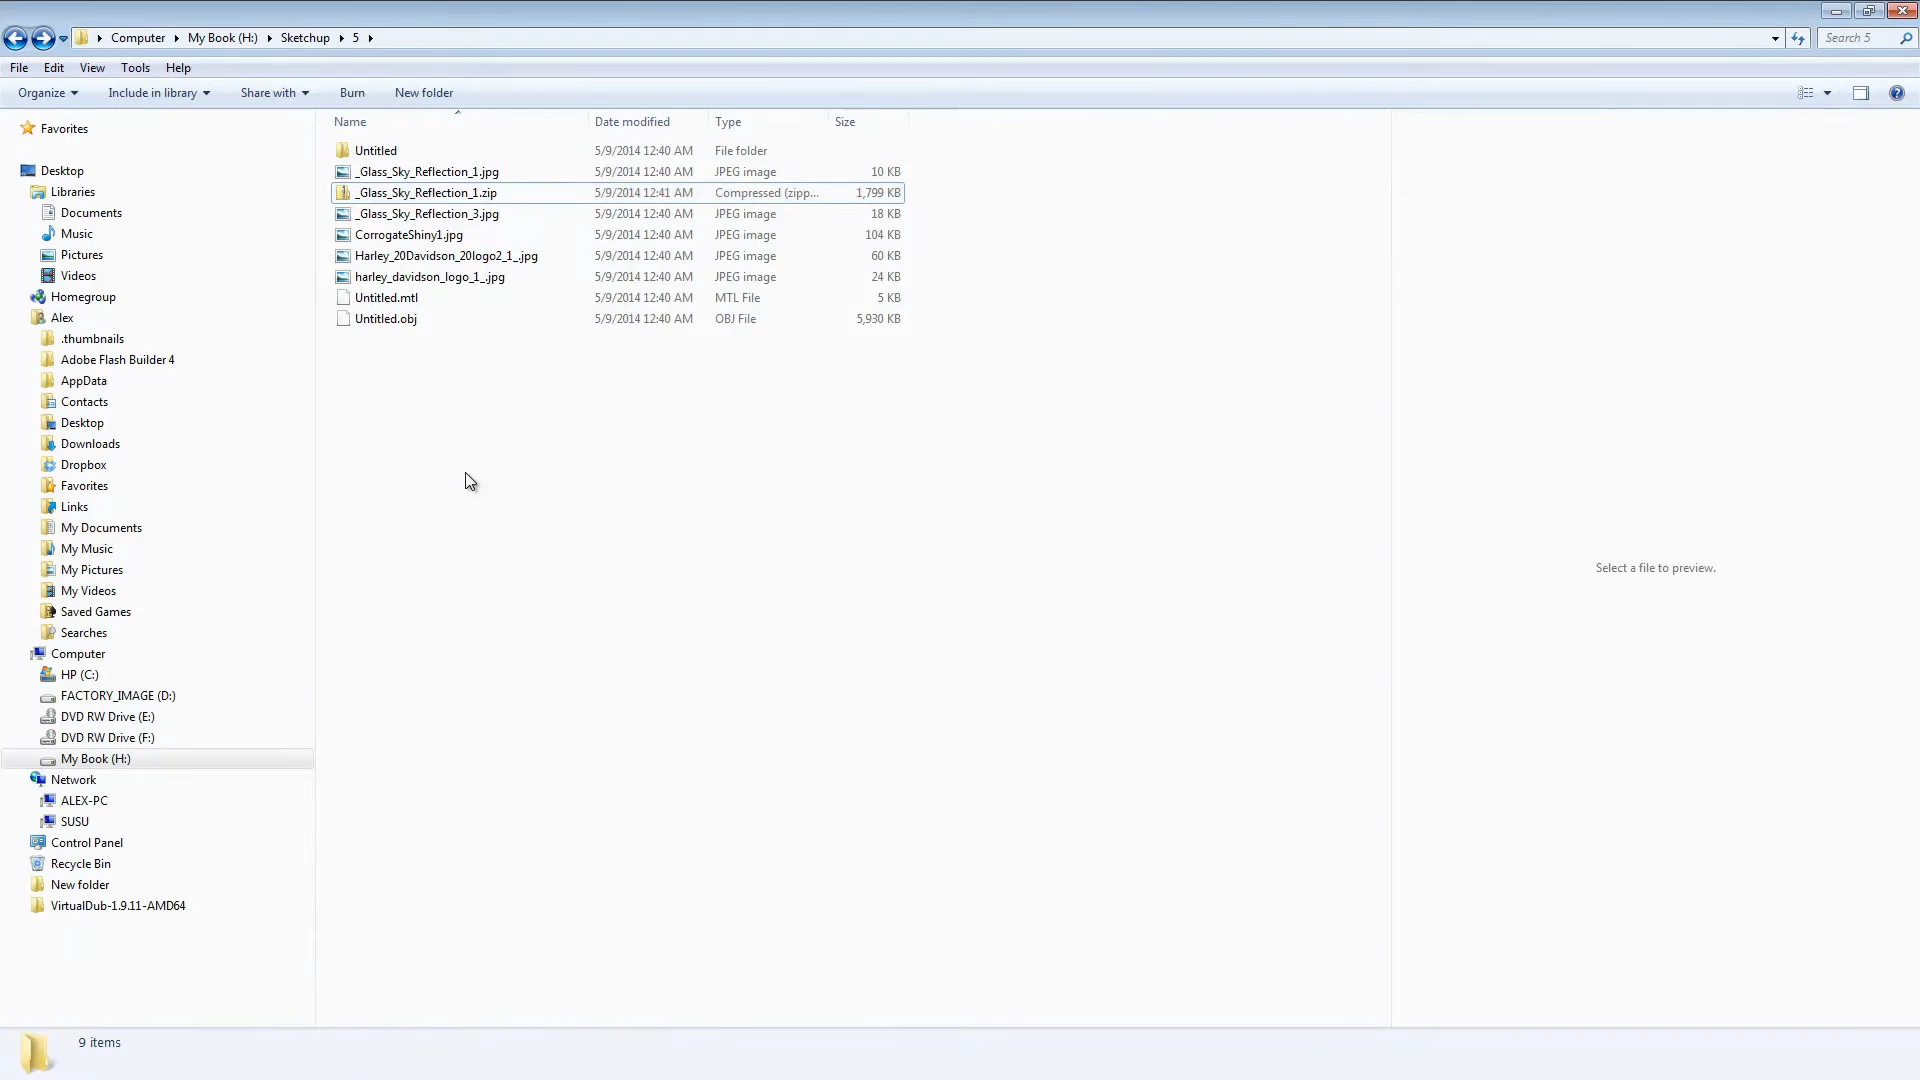 Computer My Book (H:) Sketchup 5 Search 5
File Edit View Tools Help
Organize Include in library Share with Burn New folder
Name Date modified Type Size
Untitled 5/9/2014 12:40 AM File folder
_Glass_Sky_Reflection_1.jpg 5/9/2014 12:40 AM JPEG image 10 KB
_Glass_Sky_Reflection_1.zip 5/9/2014 12:41 AM Compressed (zipp... 1,799 KB
_Glass_Sky_Reflection_3.jpg 5/9/2014 12:40 AM JPEG image 18 KB
CorrogateShiny1.jpg 5/9/2014 12:40 AM JPEG image 104 KB
Harley_20Davidson_20logo2_1_.jpg 5/9/2014 12:40 AM JPEG image 60 KB
harley_davidson_logo_1_.jpg 5/9/2014 12:40 AM JPEG image 24 KB
Untitled.mtl 5/9/2014 12:40 AM MTL File 5 KB
Untitled.obj 5/9/2014 12:40 AM OBJ File 5,930 KB
Favorites
Desktop
Libraries
Documents
Music
Pictures
Videos
Homegroup
Alex
.thumbnails
Adobe Flash Builder 4
AppData
Contacts
Desktop
Downloads
Dropbox
Favorites
Links
My Documents
My Music
My Pictures
My Videos
Saved Games
Searches
Computer
HP (C:)
FACTORY_IMAGE (D:)
DVD RW Drive (E:)
DVD RW Drive (F:)
My Book (H:)
Network
ALEX-PC
SUSU
Control Panel
Recycle Bin
New folder
VirtualDub-1.9.11-AMD64
Select a file to preview.
9 items